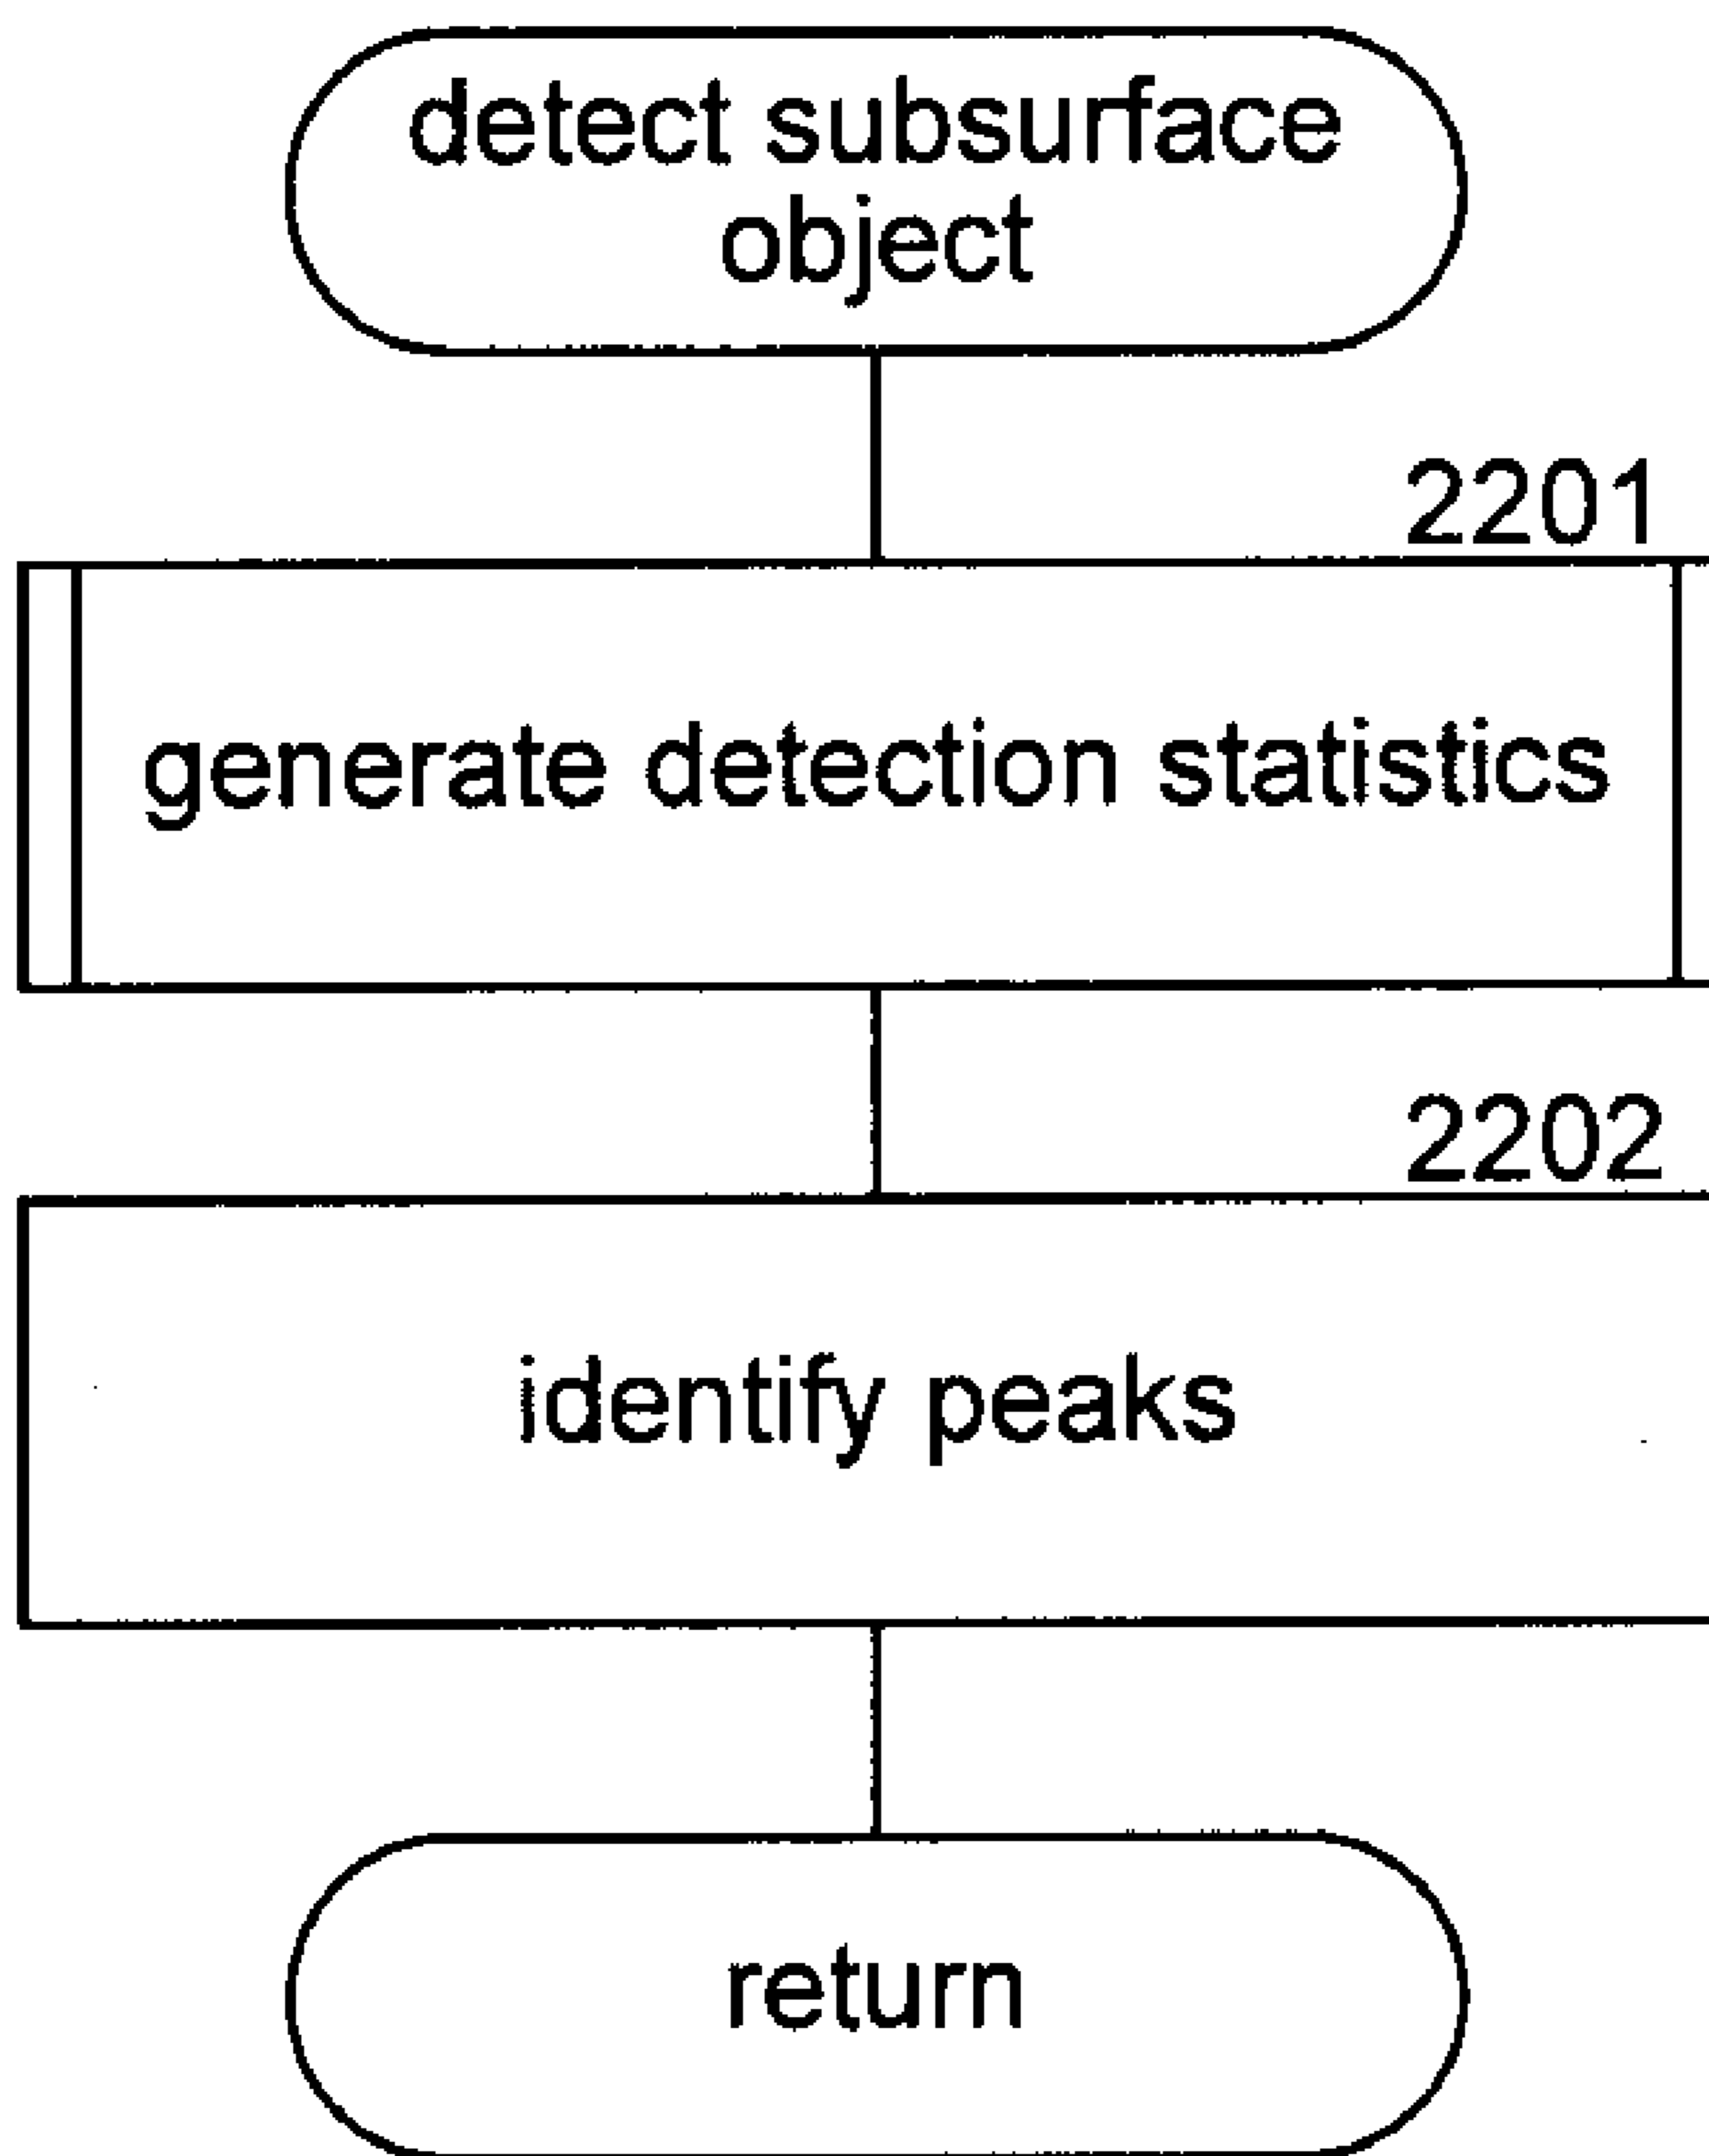 detect subsurface
object
2201
generate detection statistics
2202
identify peaks
return